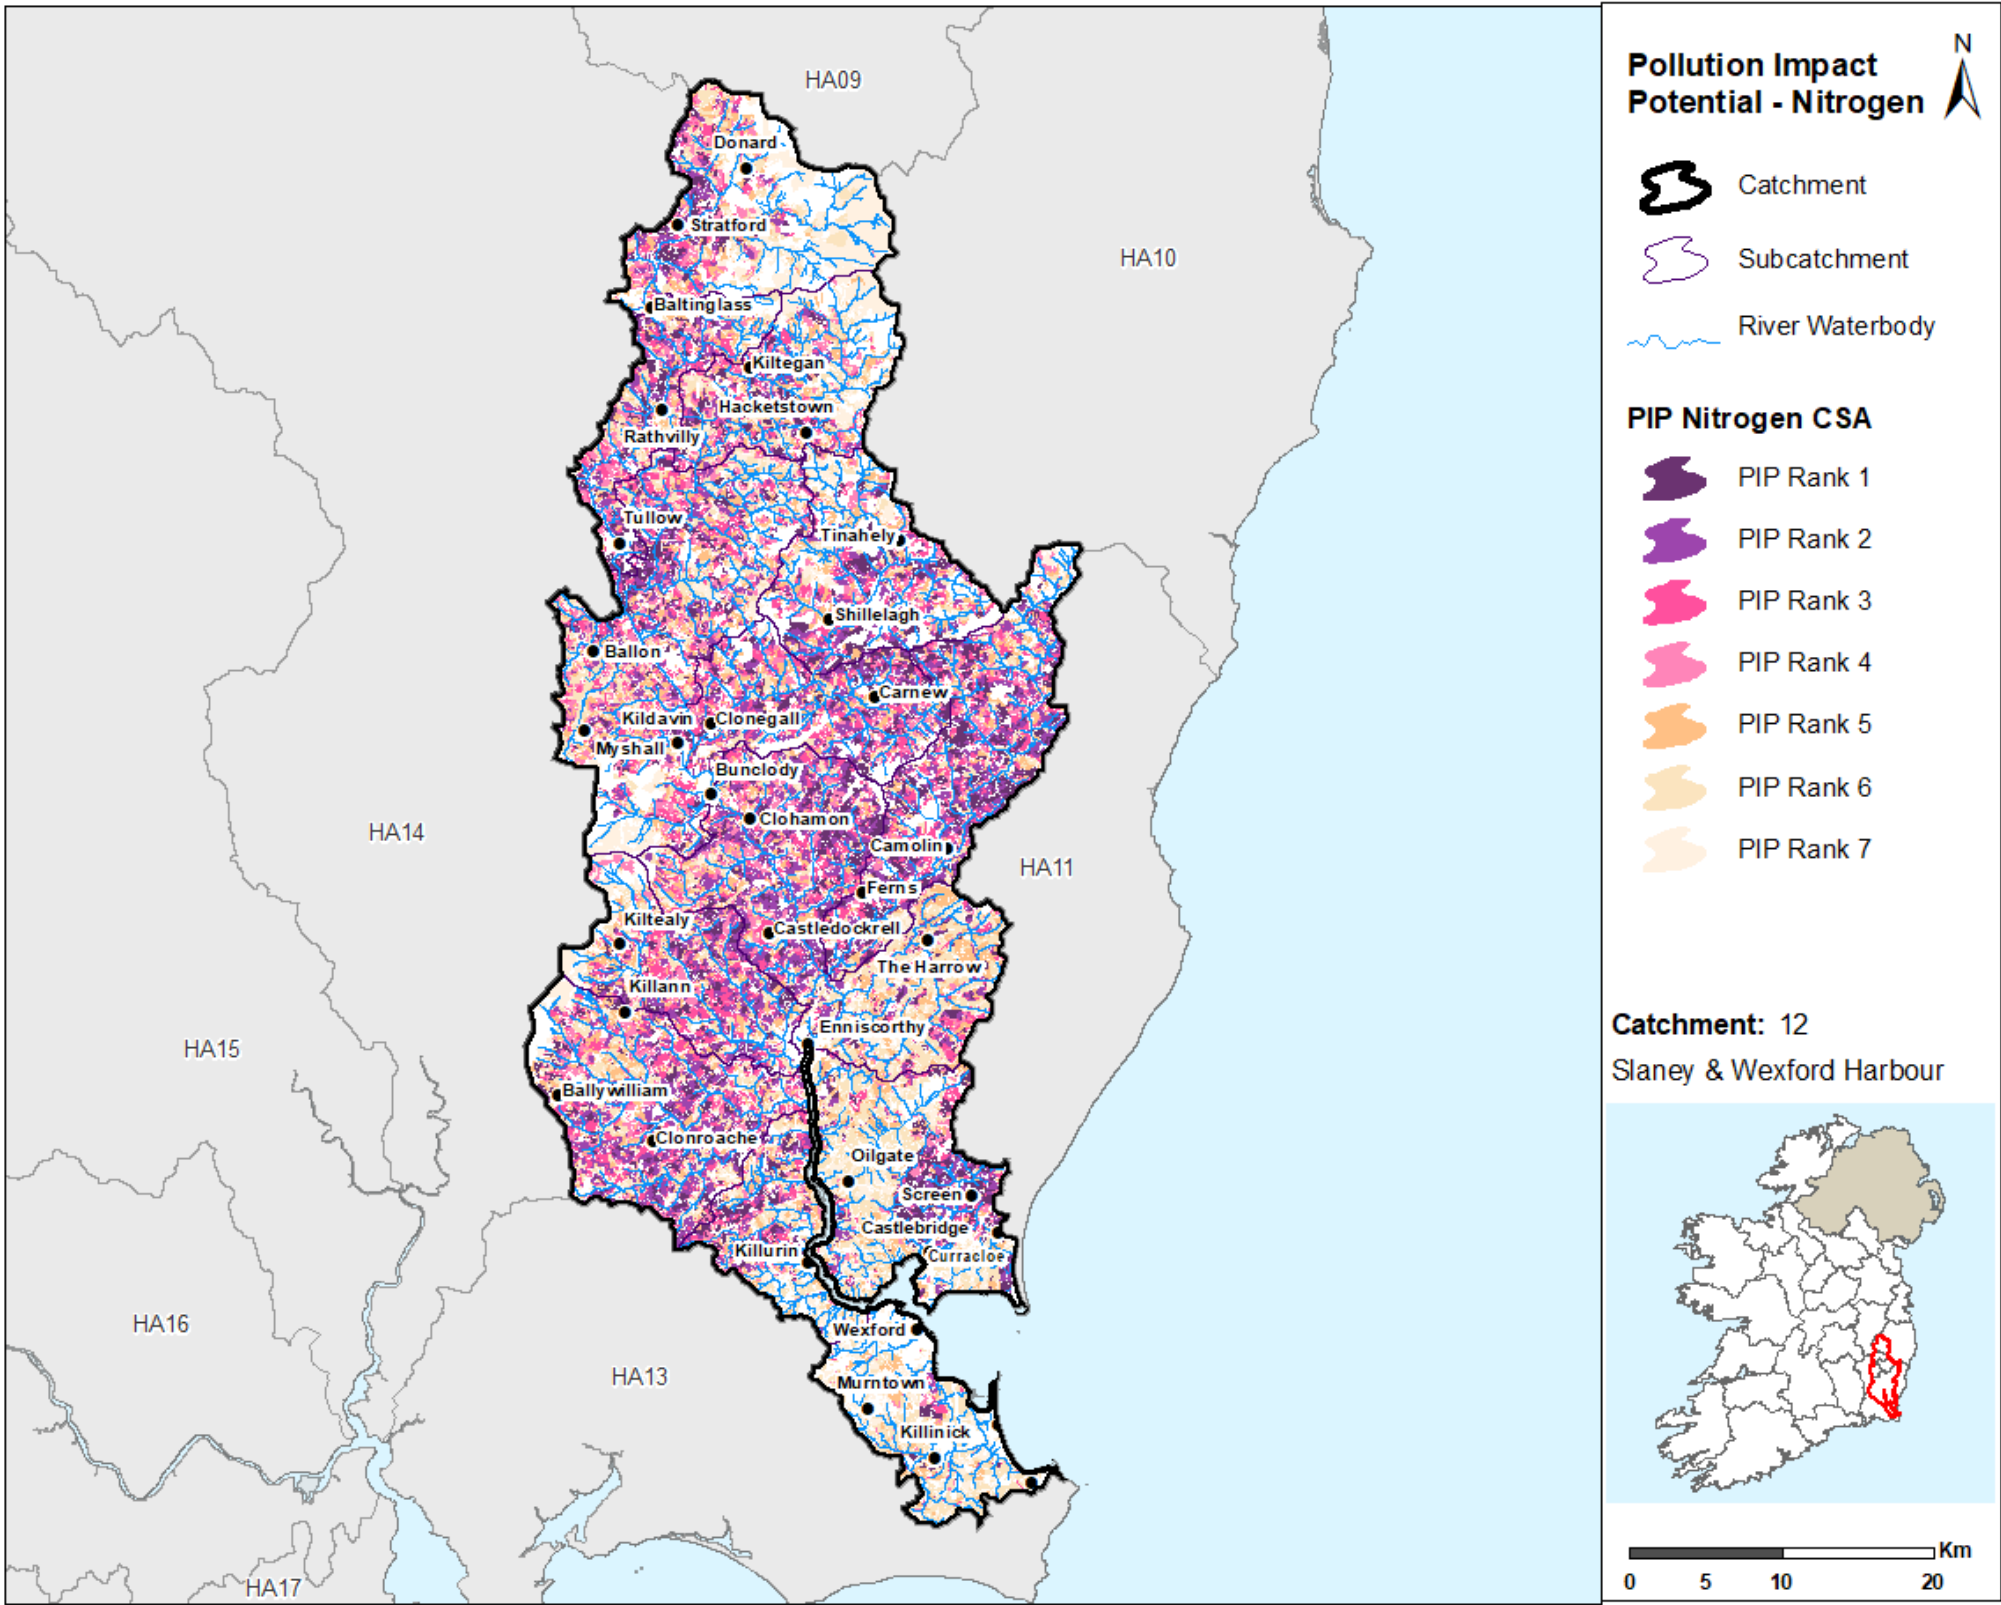 HA09
Donard
HA10
Stratford
Baltinglass
Kiltegan
Hacketstown
Rathvilly
Tullow
Tinahely
Shillelagh
Ballon
Carnew
Kildavin
Clonegall
Myshall
Bunclody
Clohamon
HA14
Camolin
HA11
Ferns
Kiltealy
Castledockrell
The Harrow
Killann
Enniscorthy
HA15
Ballywilliam
Clonroache
Oilgate
Screen
Castlebridge
Killurin
Curracloe
HA16
Wexford
HA13
Murntown
Killinick
HA17
Pollution Impact
Potential - Nitrogen
N
Catchment
Subcatchment
River Waterbody
PIP Nitrogen CSA
PIP Rank 1
PIP Rank 2
PIP Rank 3
PIP Rank 4
PIP Rank 5
PIP Rank 6
PIP Rank 7
Catchment: 12
Slaney & Wexford Harbour
Km
0 5 10 20